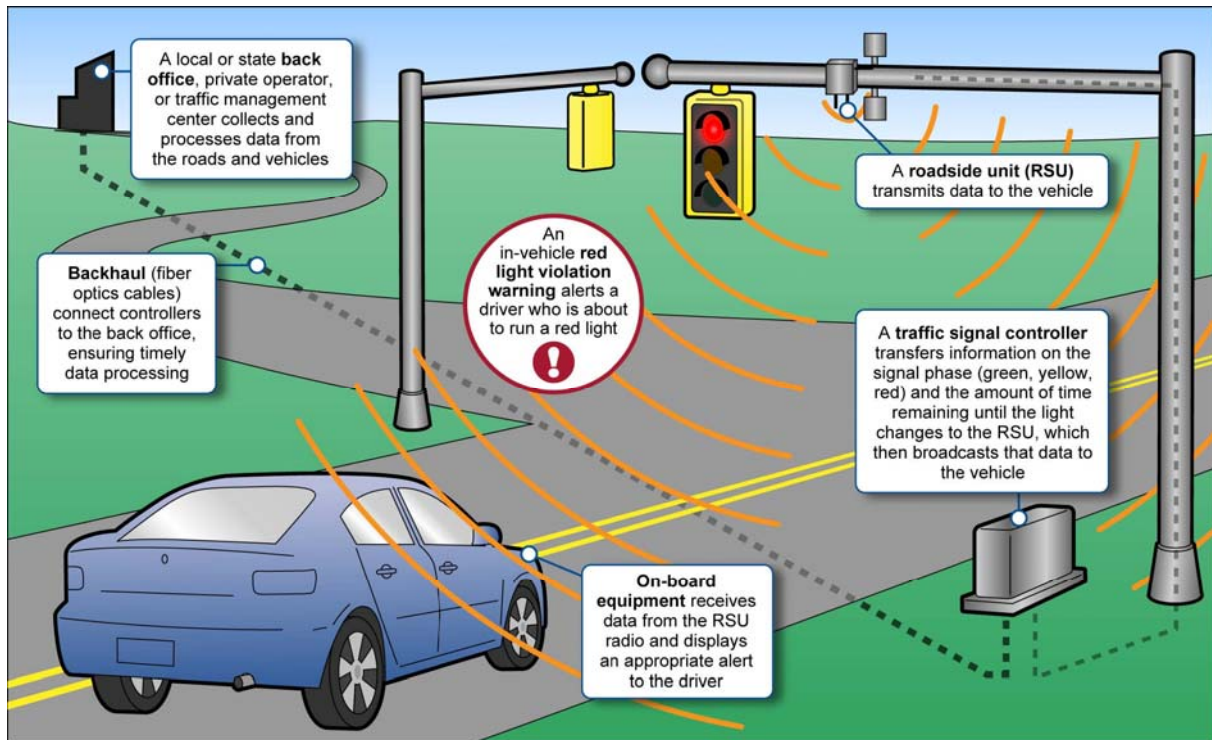 A local or state back
office, private operator,
or traffic management
center collects and
processes data from
the roads and vehicles
A roadside unit (RSU)
transmits data to the vehicle
An
in-vehicle red
light violation
warning alerts a
driver who is about
to run a red light
Backhaul (fiber
optics cables)
connect controllers
to the back office,
ensuring timely
data processing
A traffic signal controller
transfers information on the
signal phase (green, yellow,
red) and the amount of time
remaining until the light
changes to the RSU, which
then broadcasts that data to
the vehicle
On-board
equipment receives
data from the RSU
radio and displays
an appropriate alert
to the driver